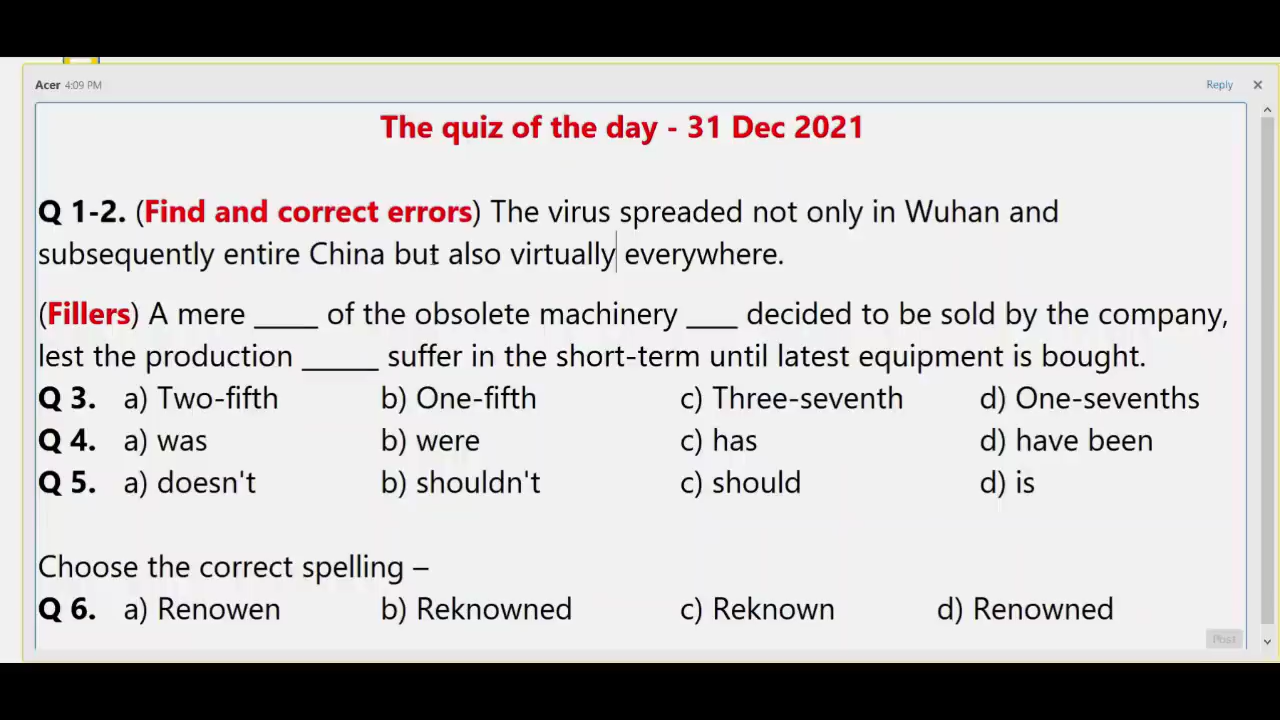 Acer 4:09 PM Reply
The quiz of the day - 31 Dec 2021
Q 1-2. (Find and correct errors) The virus spreaded not only in Wuhan and
subsequently entire China but also virtually everywhere.
(Fillers) A mere _____ of the obsolete machinery ____ decided to be sold by the company,
lest the production ______ suffer in the short-term until latest equipment is bought.
Q 3. a) Two-fifth b) One-fifth c) Three-seventh d) One-sevenths
Q 4. a) was b) were c) has d) have been
Q 5. a) doesn't b) shouldn't c) should d) is
Choose the correct spelling –
Q 6. a) Renowen b) Reknowned c) Reknown d) Renowned
Post